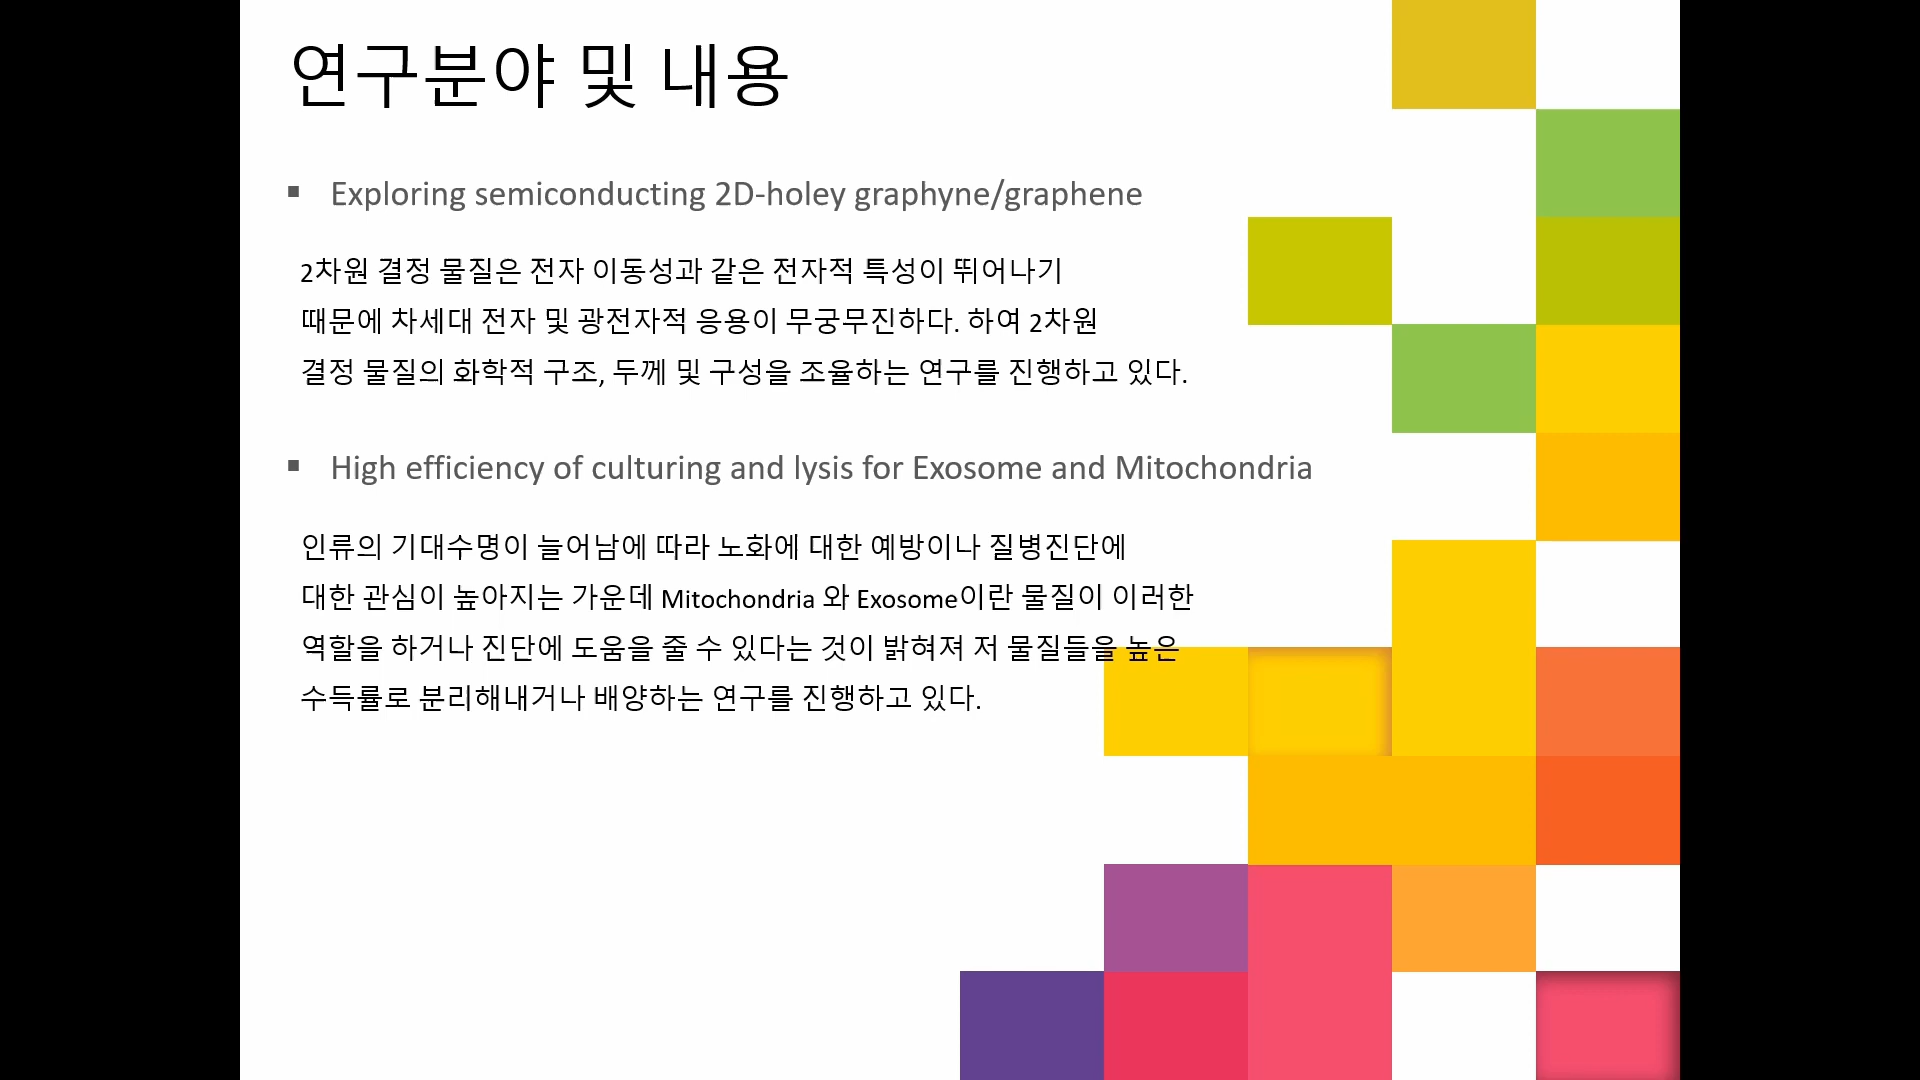 연구분야 및 내용
▪ Exploring semiconducting 2D-holey graphyne/graphene
2차원 결정 물질은 전자 이동성과 같은 전자적 특성이 뛰어나기
때문에 차세대 전자 및 광전자적 응용이 무궁무진하다. 하여 2차원
결정 물질의 화학적 구조, 두께 및 구성을 조율하는 연구를 진행하고 있다.
▪ High efficiency of culturing and lysis for Exosome and Mitochondria
인류의 기대수명이 늘어남에 따라 노화에 대한 예방이나 질병진단에
대한 관심이 높아지는 가운데 Mitochondria 와 Exosome이란 물질이 이러한
역할을 하거나 진단에 도움을 줄 수 있다는 것이 밝혀져 저 물질들을 높은
수득률로 분리해내거나 배양하는 연구를 진행하고 있다.